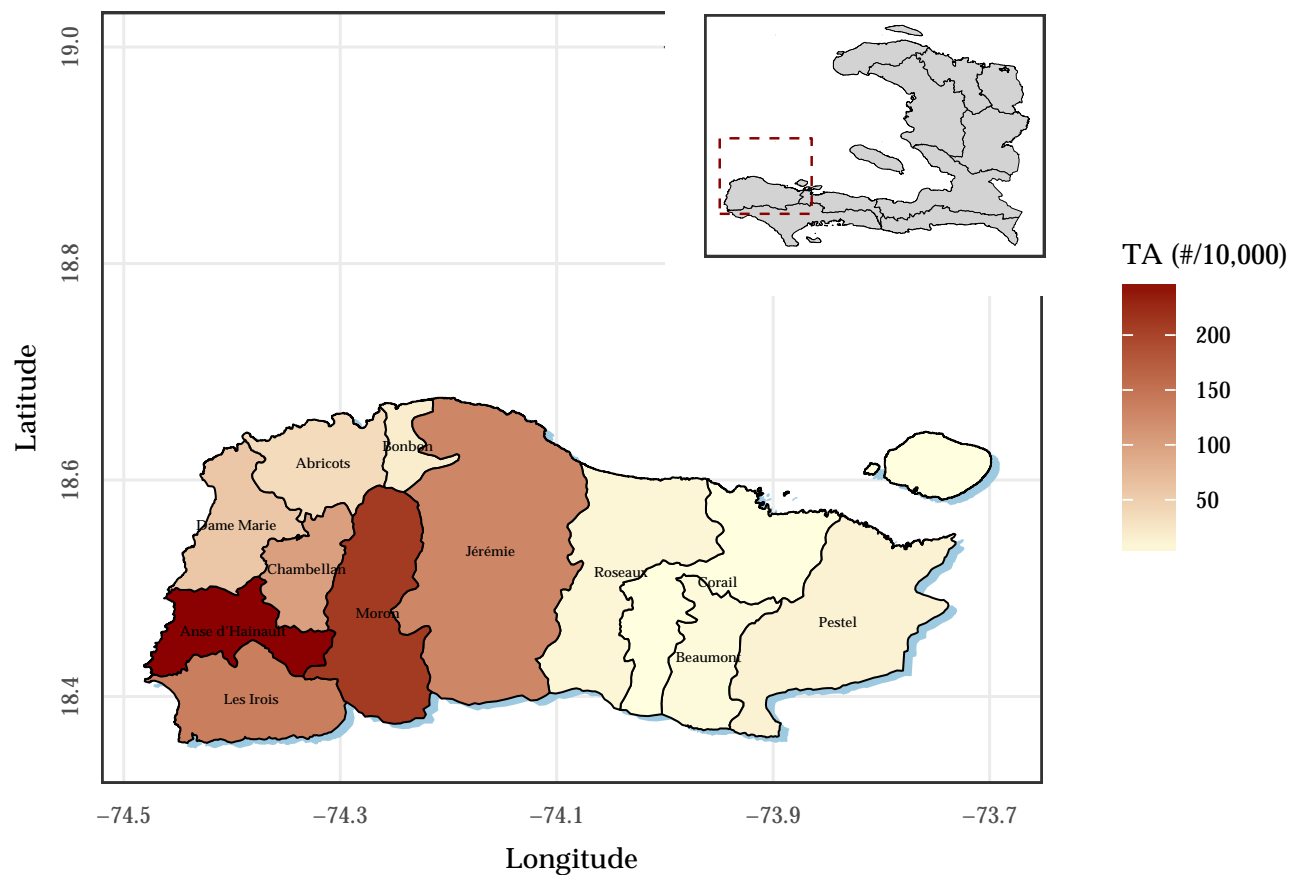 19.0
18.8
18.6
18.4
Latitude
−74.5
−74.3
−74.1
−73.9
−73.7
Longitude
Bonbon
Abricots
Dame Marie
Jérémie
Chambellan
Roseaux
Corail
Moron
Pestel
Anse d'Hainault
Beaumont
Les Irois
TA (#/10,000)
200
150
100
50